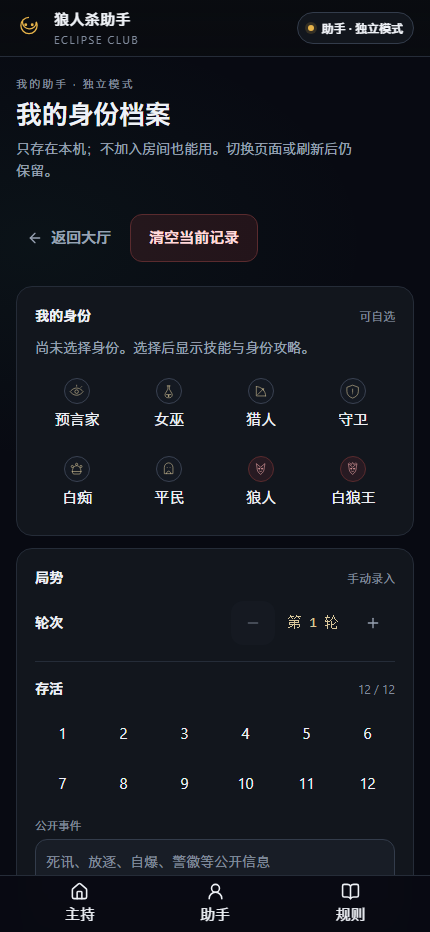 狼人杀助手
ECLIPSE CLUB
助手 · 独立模式
我的助手 · 独立模式
我的身份档案
只存在本机；不加入房间也能用。切换页面或刷新后仍
保留。
← 返回大厅
清空当前记录
我的身份
可自选
尚未选择身份。选择后显示技能与身份攻略。
预言家 女巫 猎人 守卫
白痴 平民 狼人 白狼王
局势
手动录入
轮次
− 第 1 轮 +
存活
12 / 12
1 2 3 4 5 6
7 8 9 10 11 12
公开事件
死讯、放逐、自爆、警徽等公开信息
主持 助手 规则